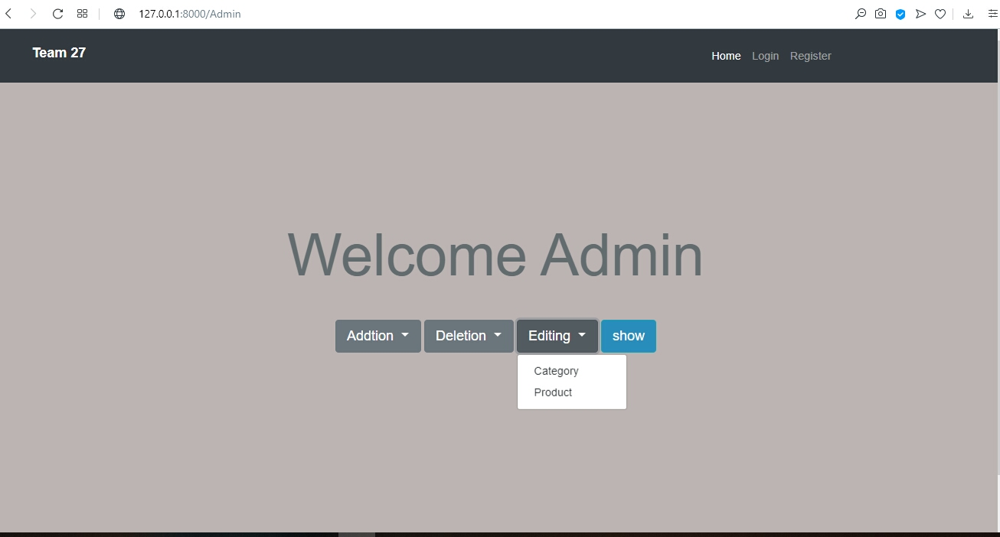 127.0.0.1:8000/Admin
Team 27
Home Login Register
Welcome Admin
Addtion Deletion Editing show
Category
Product